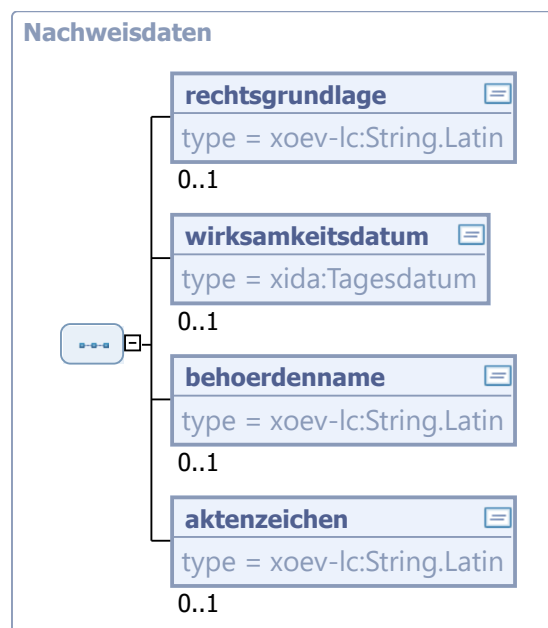 Nachweisdaten
rechtsgrundlage
type = xoev-lc:String.Latin
0..1
wirksamkeitsdatum
type = xida:Tagesdatum
0..1
behoerdenname
type = xoev-lc:String.Latin
0..1
aktenzeichen
type = xoev-lc:String.Latin
0..1